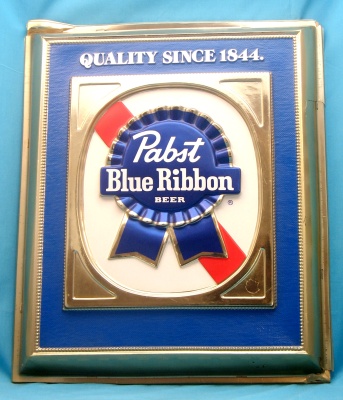 QUALITY SINCE 1844.
Pabst
Blue Ribbon
BEER
®